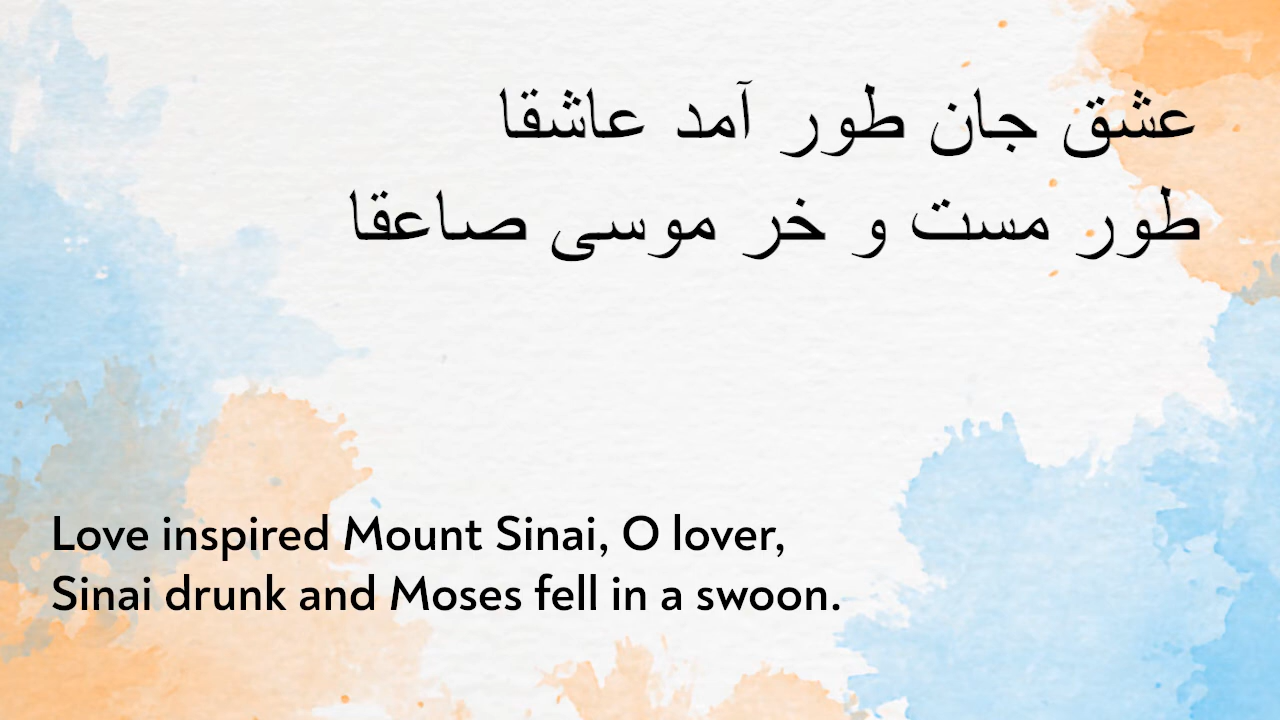 عشق جان طور آمد عاشقا
طور مست و خر موسی صاعقا
Love inspired Mount Sinai, O lover,
Sinai drunk and Moses fell in a swoon.